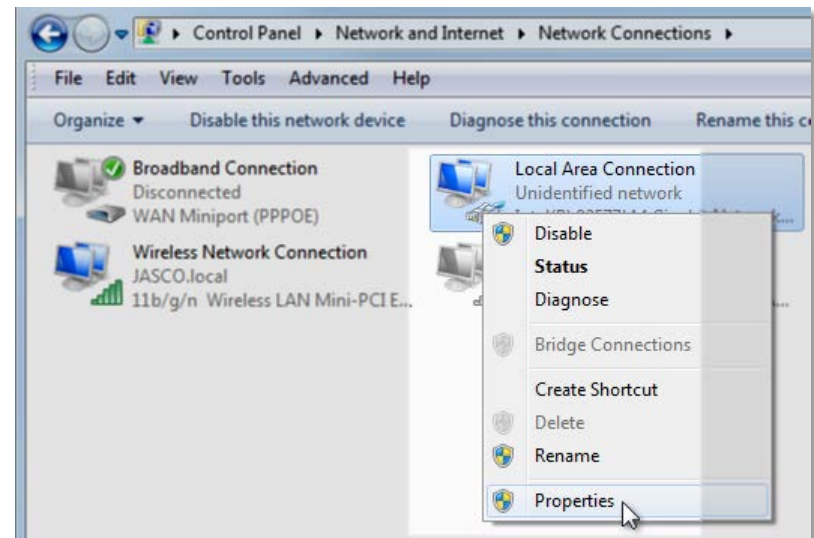 Control Panel Network and Internet Network Connections
File Edit View Tools Advanced Help
Organize Disable this network device Diagnose this connection Rename this
Broadband Connection
Disconnected
WAN Miniport (PPPOE)
Wireless Network Connection
JASCO.local
11b/g/n Wireless LAN Mini-PCI E...
Local Area Connection
Unidentified network
Disable
Status
Diagnose
Bridge Connections
Create Shortcut
Delete
Rename
Properties